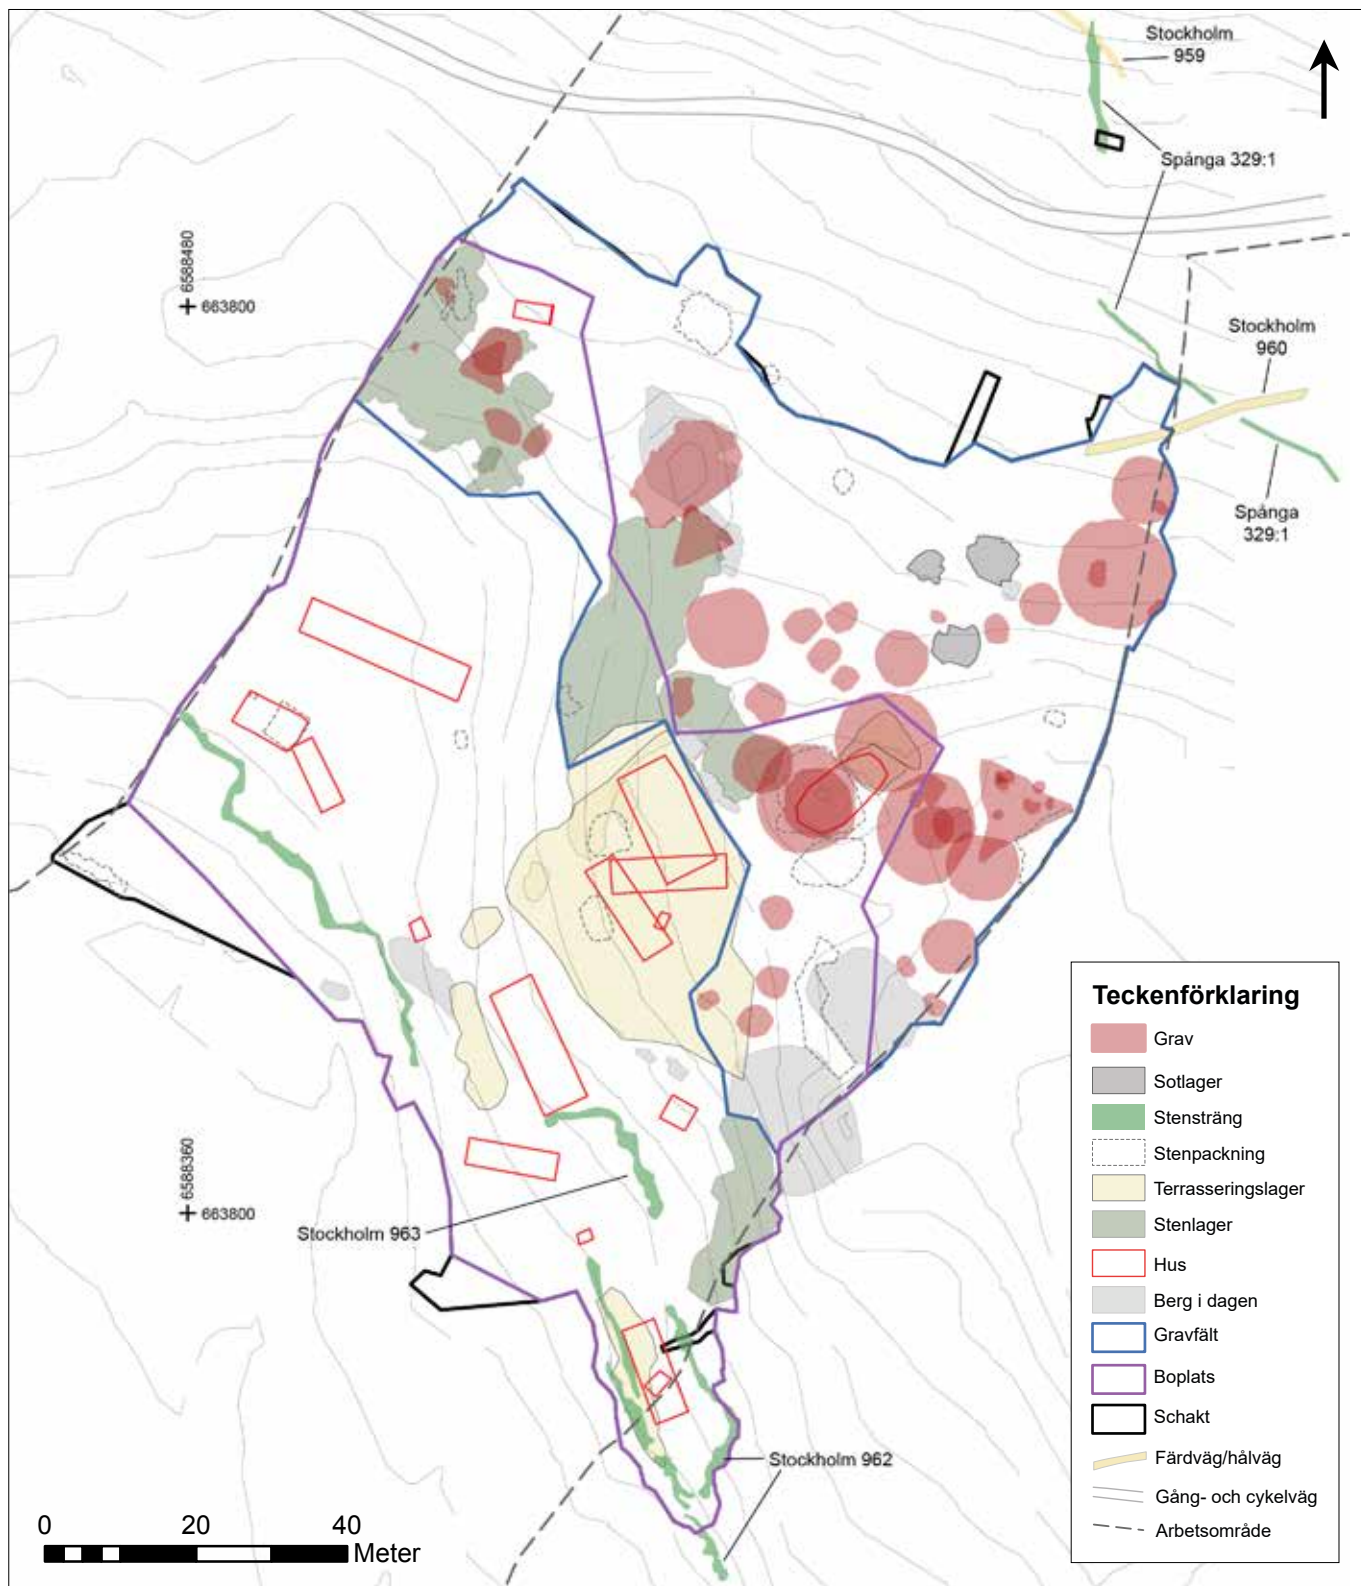 Stockholm
959
Spånga 329:1
6588480
663800
Stockholm
960
Spånga
329:1
6588360
663800
Stockholm 963
Stockholm 962
0 20 40
Meter
Teckenförklaring
Grav
Sotlager
Stensträng
Stenpackning
Terrasseringslager
Stenlager
Hus
Berg i dagen
Gravfält
Boplats
Schakt
Färdväg/hålväg
Gång- och cykelväg
Arbetsområde